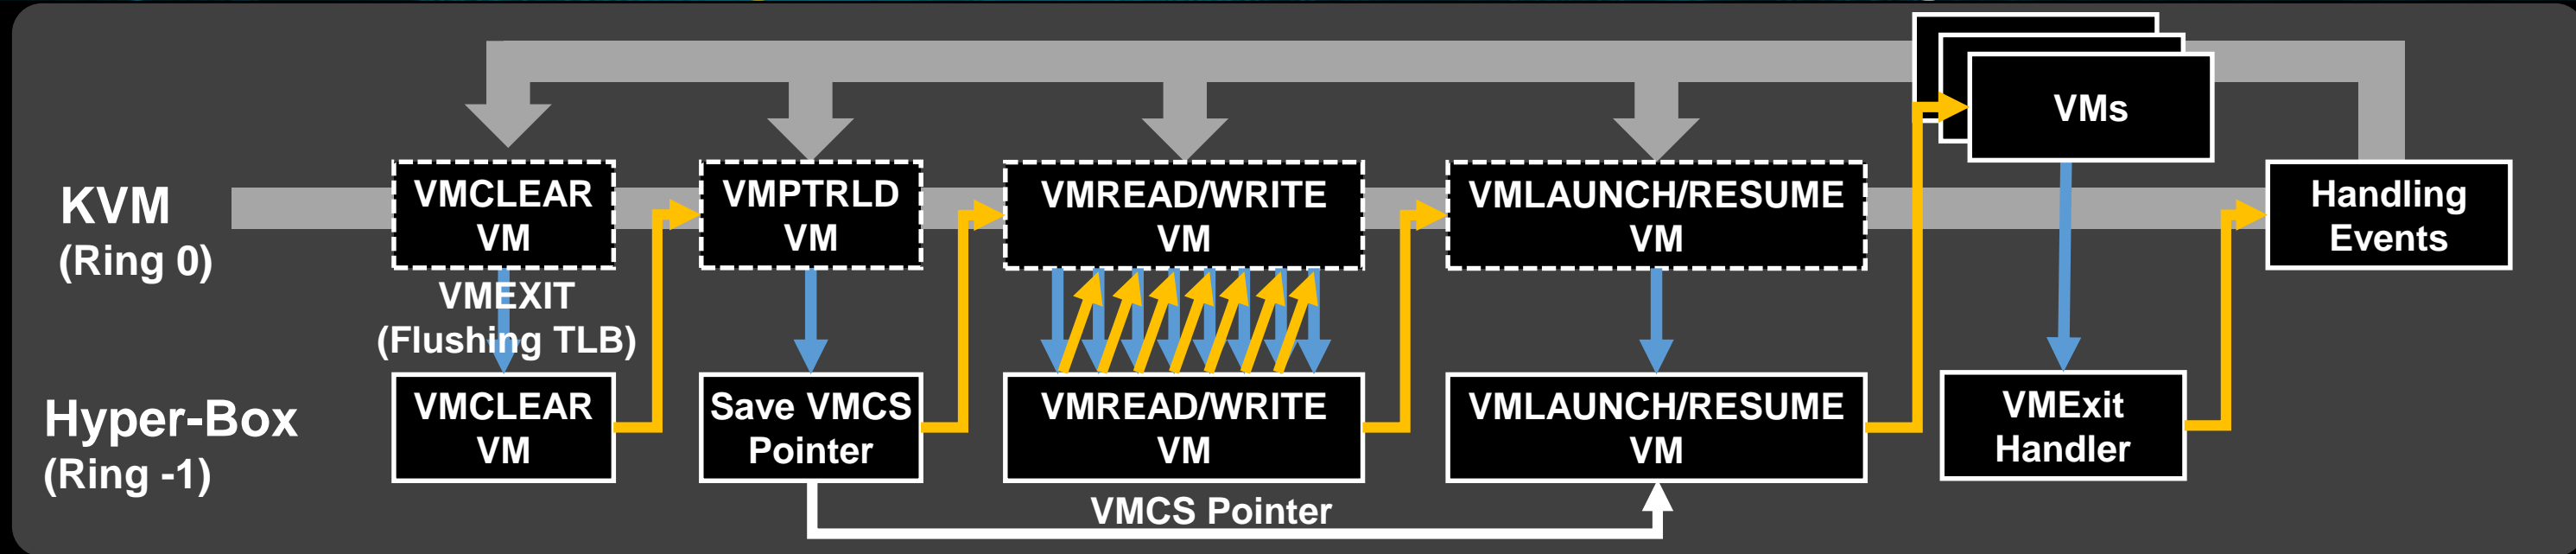 KVM
(Ring 0)
VMCLEAR
VM
VMPTRLD
VM
VMREAD/WRITE
VM
VMLAUNCH/RESUME
VM
VMs
Handling
Events
VMEXIT
(Flushing TLB)
Hyper-Box
(Ring -1)
VMCLEAR
VM
Save VMCS
Pointer
VMREAD/WRITE
VM
VMLAUNCH/RESUME
VM
VMExit
Handler
VMCS Pointer